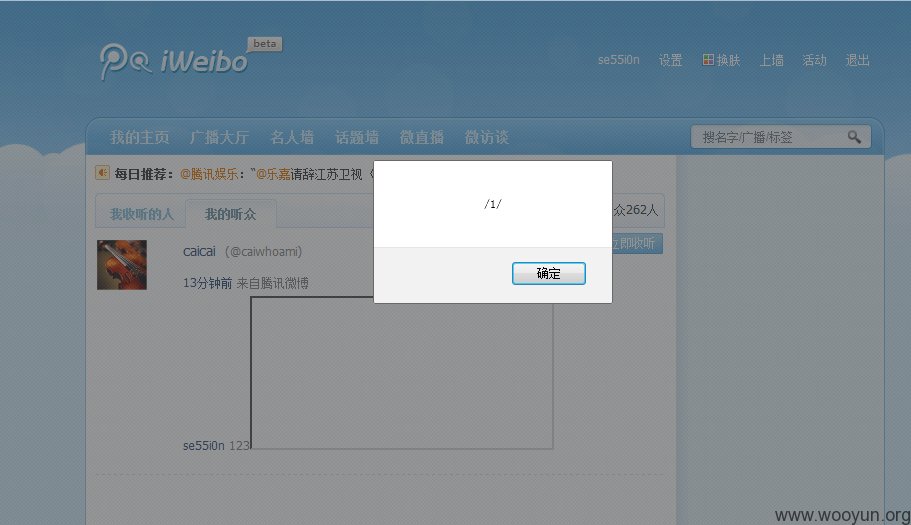 iWeibo beta
se55i0n 设置 换肤 上墙 活动 退出
我的主页 广播大厅 名人墙 话题墙 微直播 微访谈
搜名字/广播/标签
每日推荐：@腾讯娱乐：“@乐嘉请辞江苏卫视《
我收听的人 我的听众
众262人
/1/
确定
立即收听
caicai (@caiwhoami)
13分钟前 来自腾讯微博
se55i0n 123
www.wooyun.org